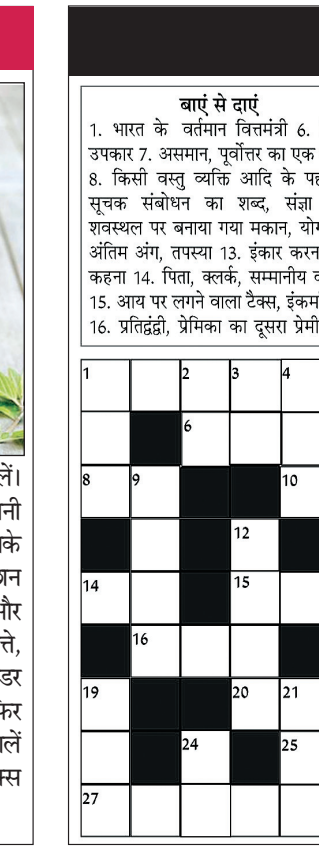 लें।
नी
के
ान
और
त्ते,
डर
फेर
ालें
क्स
बाएं से दाएं
1. भारत के वर्तमान वित्तमंत्री 6.
उपकार 7. असमान, पूर्वोत्तर का एक
8. किसी वस्तु व्यक्ति आदि के पह
सूचक संबोधन का शब्द, संज्ञा
शवस्थल पर बनाया गया मकान, योग
अंतिम अंग, तपस्या 13. इंकार करन
कहना 14. पिता, क्लर्क, सम्मानीय व
15. आय पर लगने वाला टैक्स, इंकम
16. प्रतिद्वंद्वी, प्रेमिका का दूसरा प्रेमी
1 2 3 4
6
8 9 10
12
14 15
16
19 20 21
24 25
27